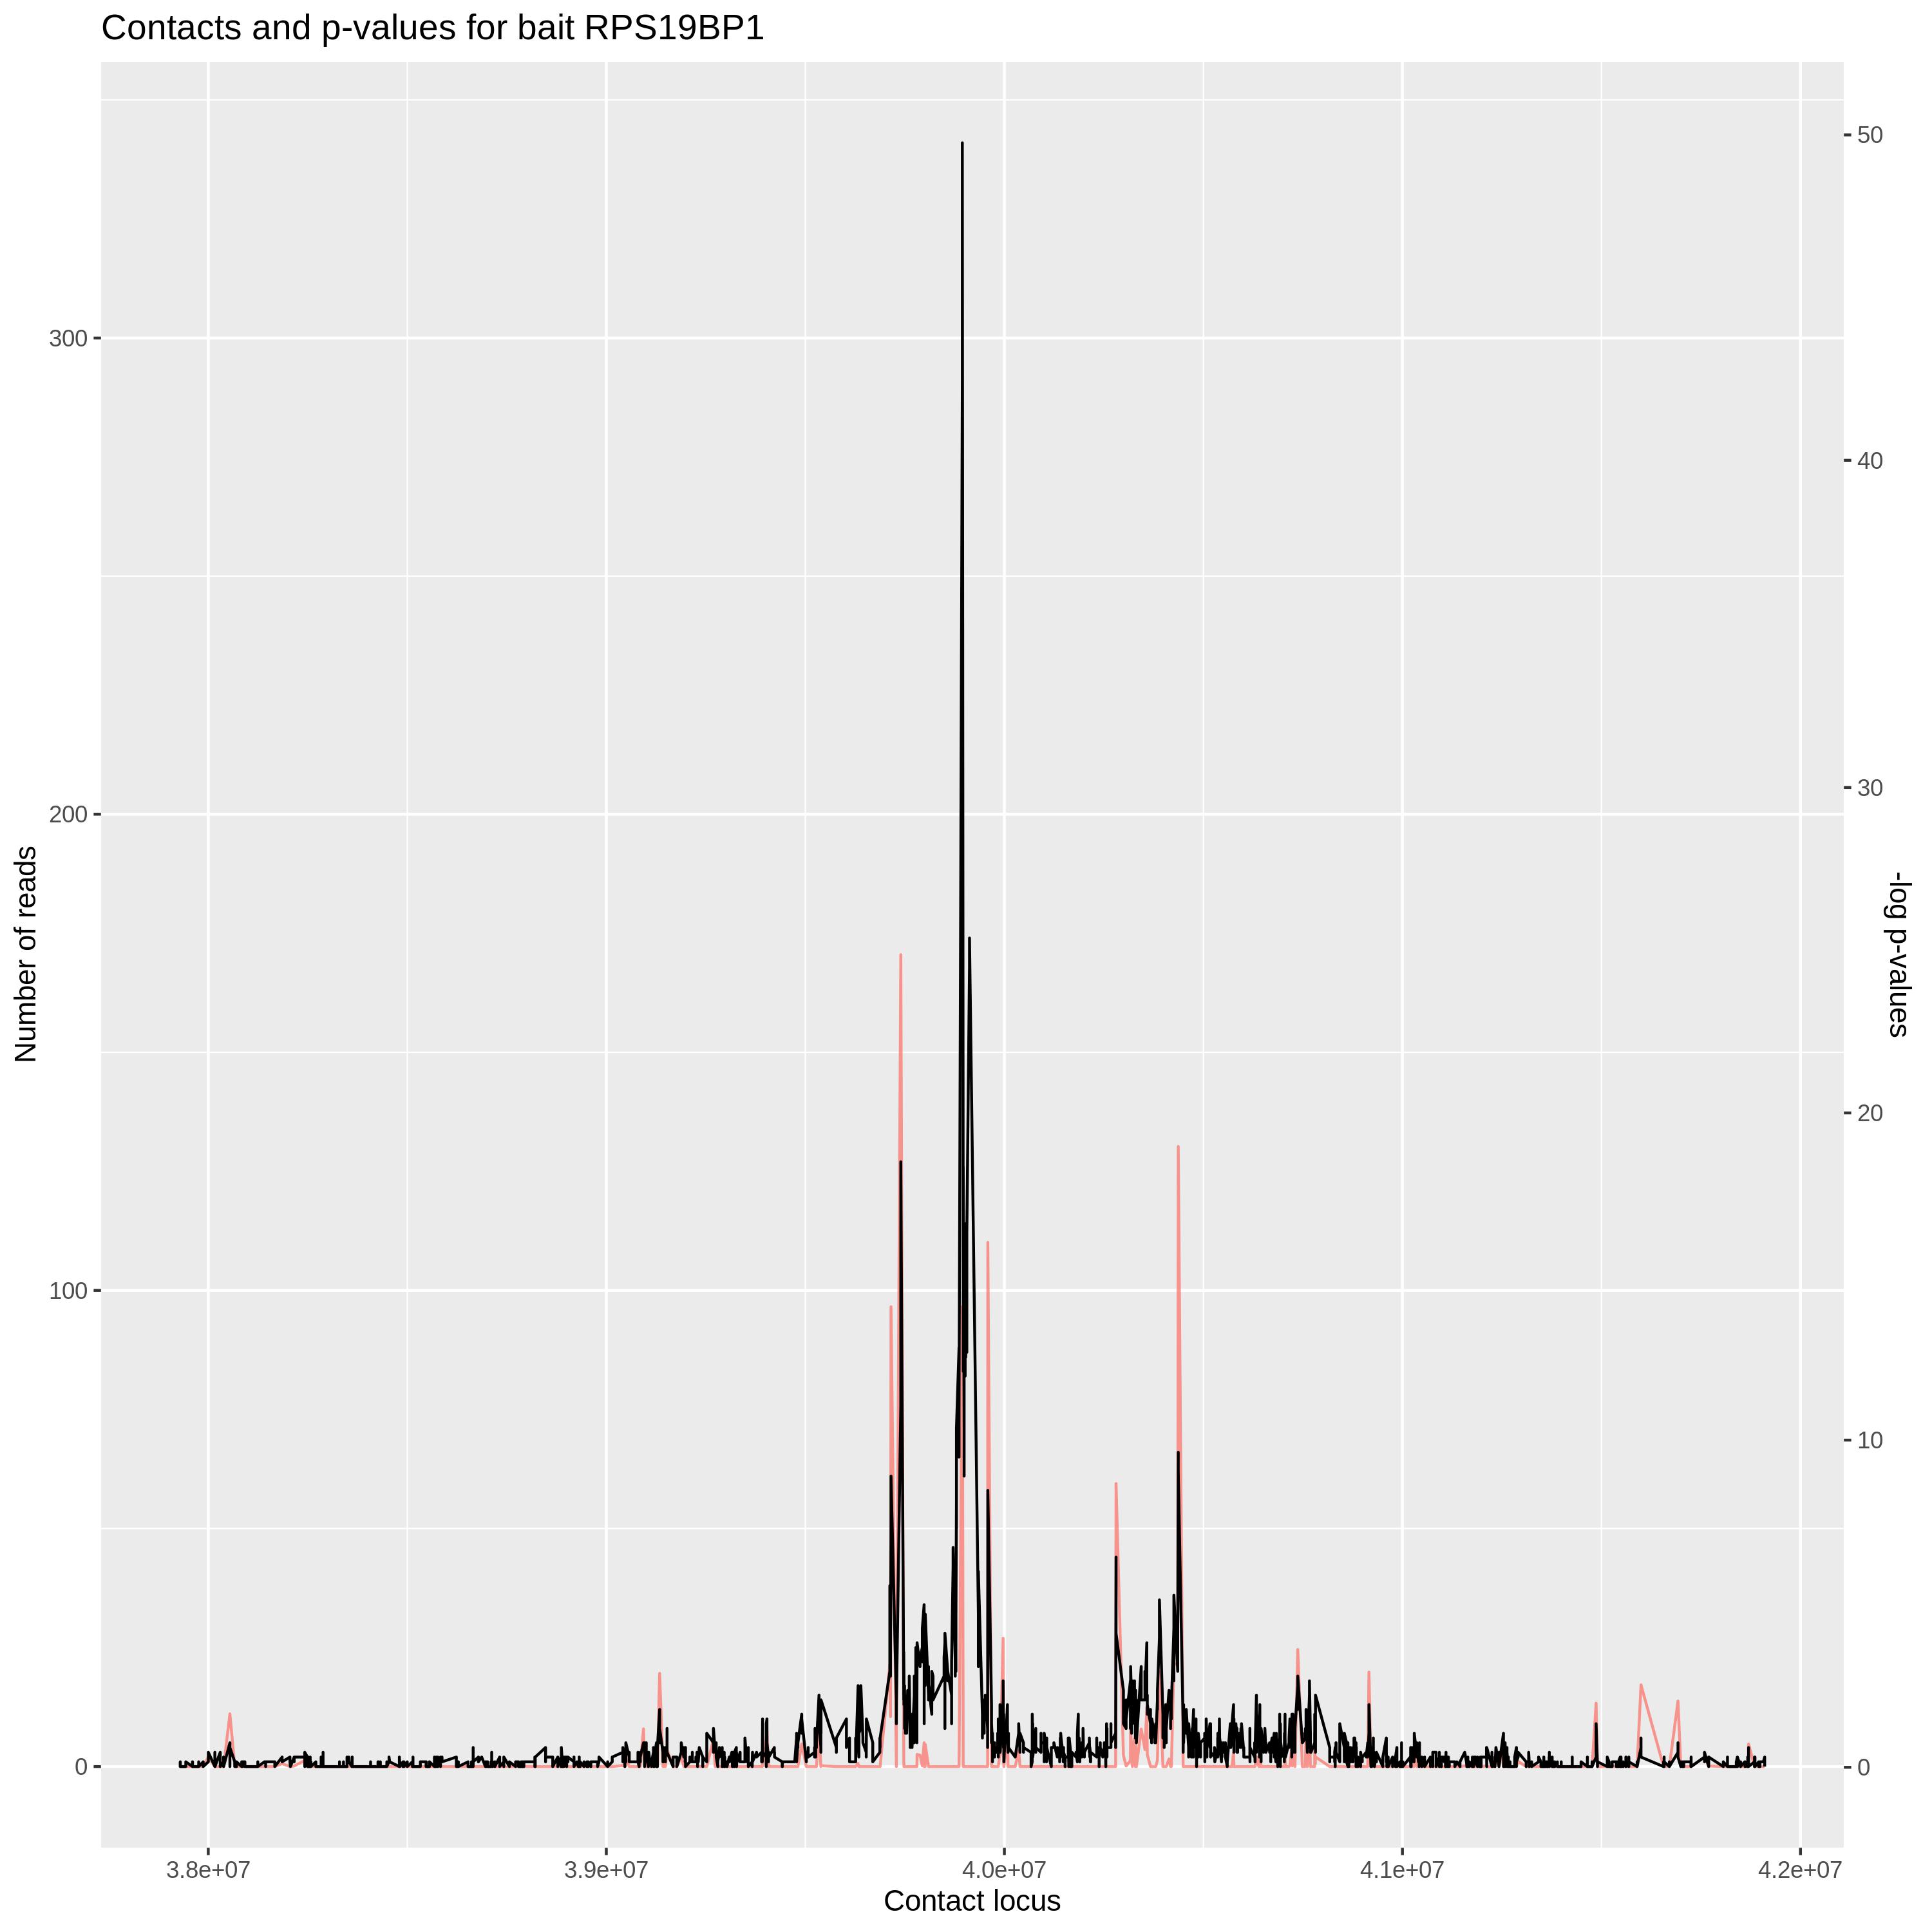 Contacts and p-values for bait RPS19BP1
300
200
100
0
Number of reads
50
40
30
20
10
0
-log p-values
3.8e+07 3.9e+07 4.0e+07 4.1e+07 4.2e+07
Contact locus